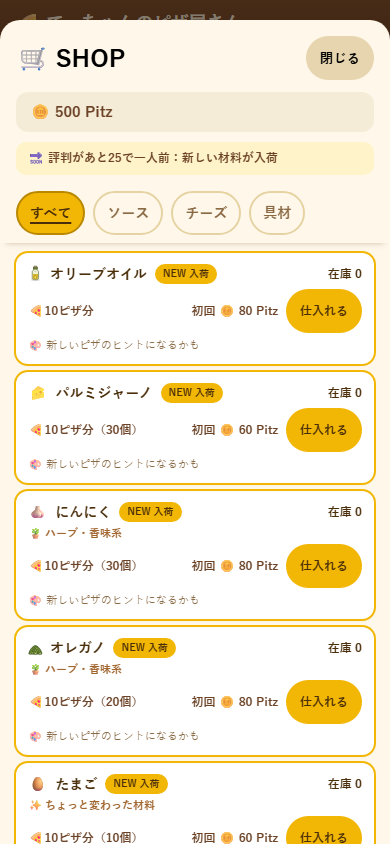 てっちゃんのピザ屋さん
SHOP
閉じる
500 Pitz
SOON 評判があと25で一人前：新しい材料が入荷
すべて ソース チーズ 具材
オリーブオイル NEW 入荷 在庫 0
10ピザ分 初回 80 Pitz 仕入れる
新しいピザのヒントになるかも
パルミジャーノ NEW 入荷 在庫 0
10ピザ分（30個） 初回 60 Pitz 仕入れる
新しいピザのヒントになるかも
にんにく NEW 入荷 在庫 0
ハーブ・香味系
10ピザ分（30個） 初回 80 Pitz 仕入れる
新しいピザのヒントになるかも
オレガノ NEW 入荷 在庫 0
ハーブ・香味系
10ピザ分（20個） 初回 80 Pitz 仕入れる
新しいピザのヒントになるかも
たまご NEW 入荷 在庫 0
ちょっと変わった材料
10ピザ分（10個） 初回 60 Pitz 仕入れる